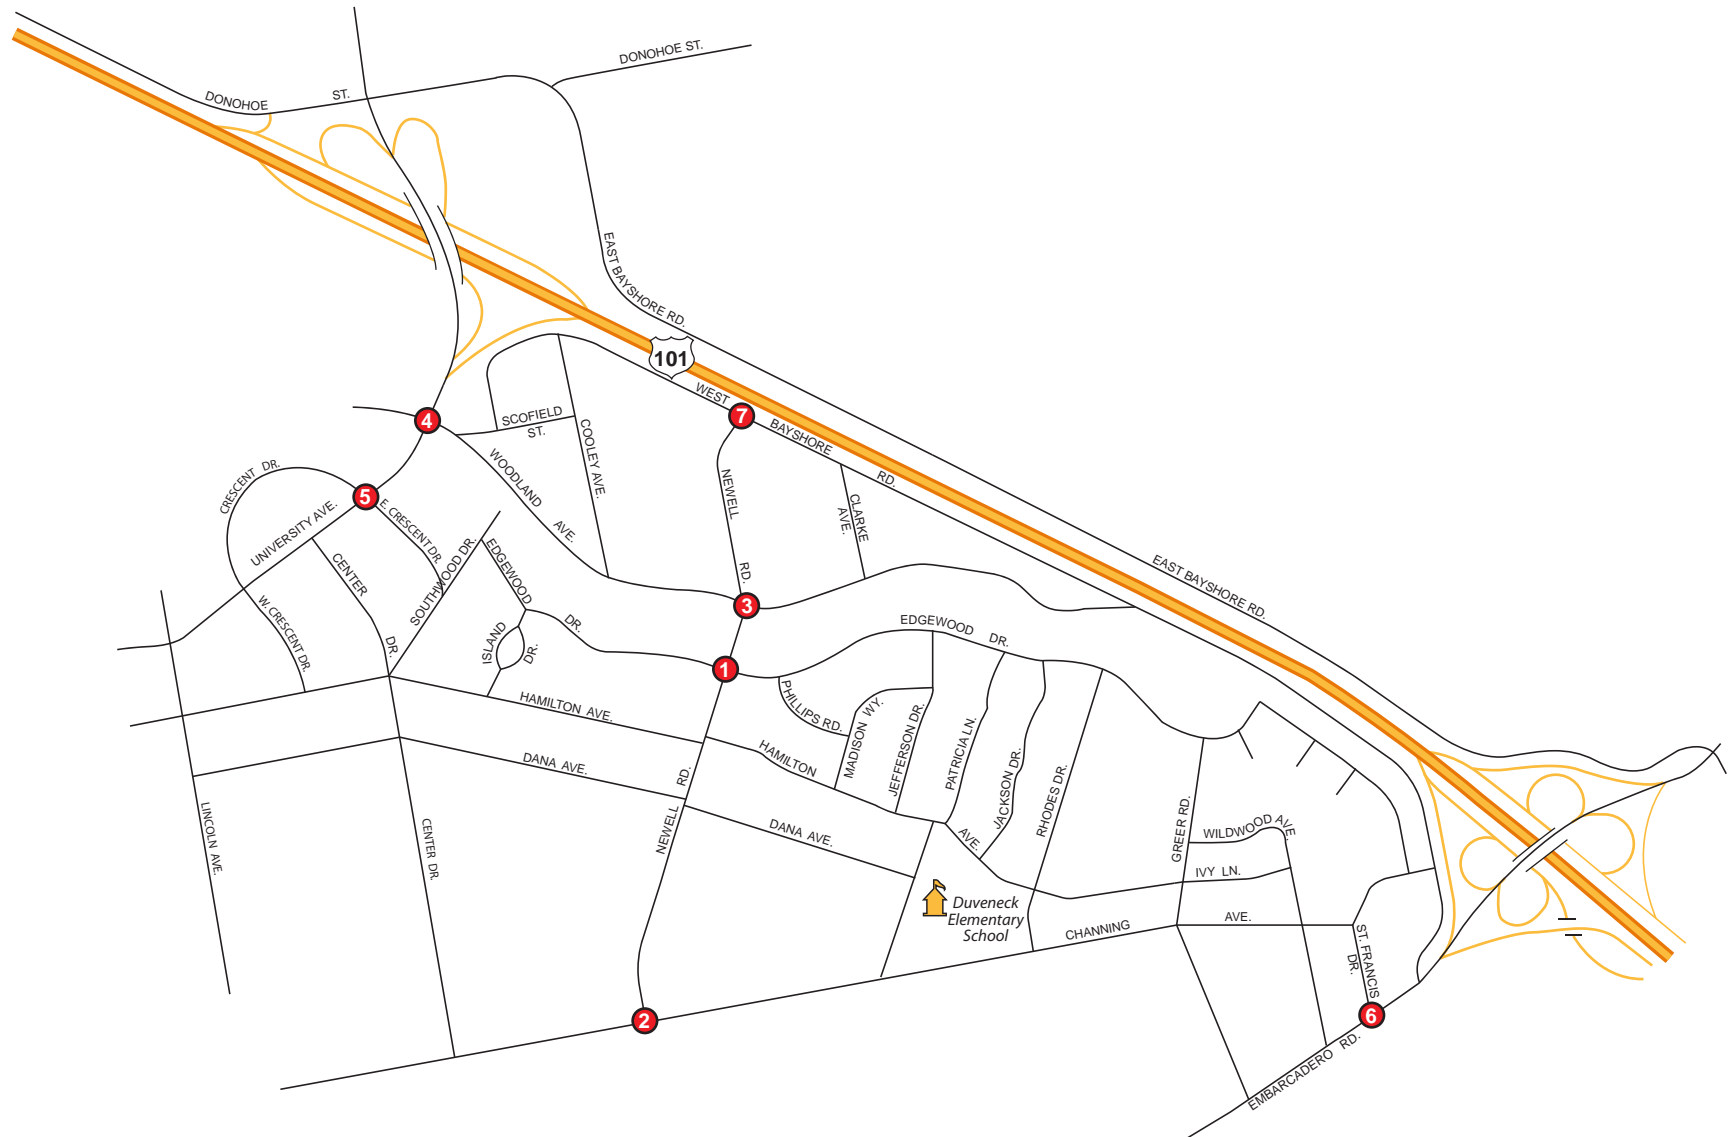 DONOHOE ST.
DONOHOE ST.
EAST BAYSHORE RD.
101
WEST BAYSHORE RD.
7
4
SCOFIELD ST.
COOLEY AVE.
WOODLAND AVE.
NEWELL RD.
CLARKE AVE.
CRESCENT DR.
5
UNIVERSITY AVE.
E. CRESCENT DR.
CENTER DR.
SOUTHWOOD DR.
EDGEWOOD DR.
W. CRESCENT DR.
ISLAND DR.
3
EAST BAYSHORE RD.
EDGEWOOD DR.
1
PHILLIPS RD.
MADISON WY.
JEFFERSON DR.
PATRICIA LN.
JACKSON DR.
RHODES DR.
HAMILTON AVE.
HAMILTON AVE.
DANA AVE.
DANA AVE.
LINCOLN AVE.
CENTER DR.
NEWELL RD.
GREER RD.
WILDWOOD AVE.
IVY LN.
Duveneck
Elementary
School
CHANNING AVE.
ST. FRANCIS DR.
2
6
EMBARCADERO RD.